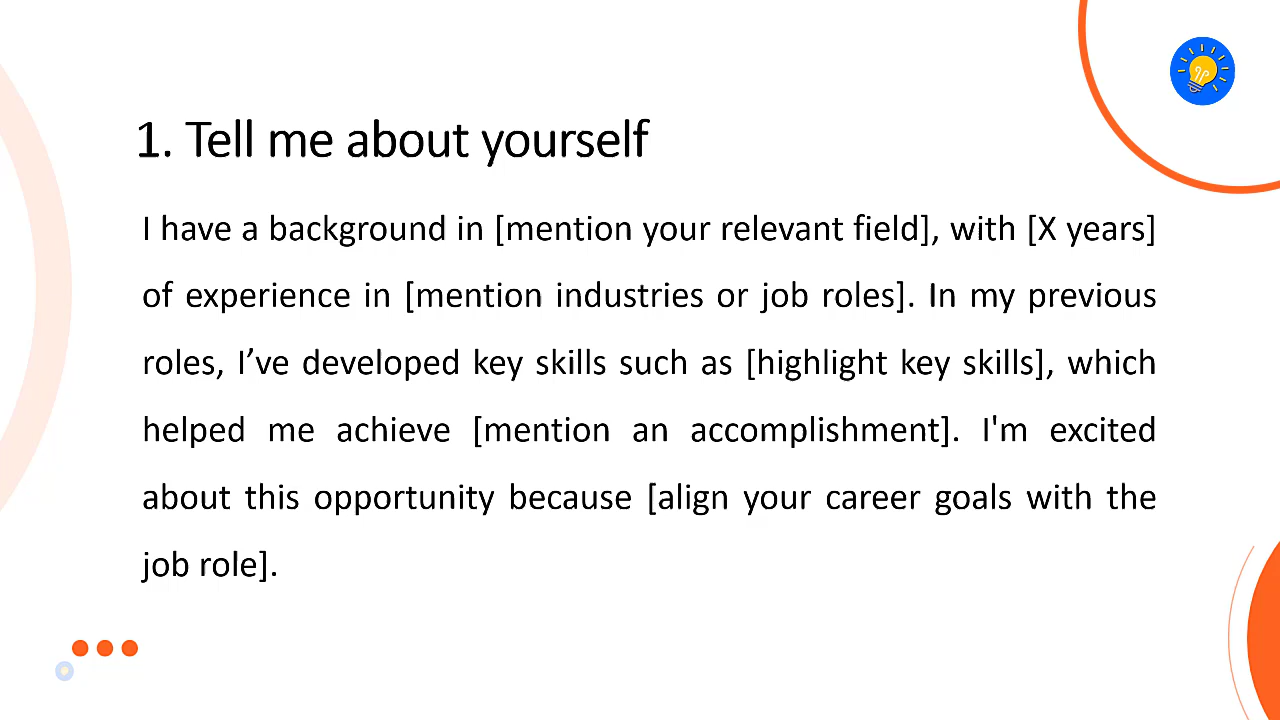 1. Tell me about yourself
I have a background in [mention your relevant field], with [X years]
of experience in [mention industries or job roles]. In my previous
roles, I’ve developed key skills such as [highlight key skills], which
helped me achieve [mention an accomplishment]. I'm excited
about this opportunity because [align your career goals with the
job role].